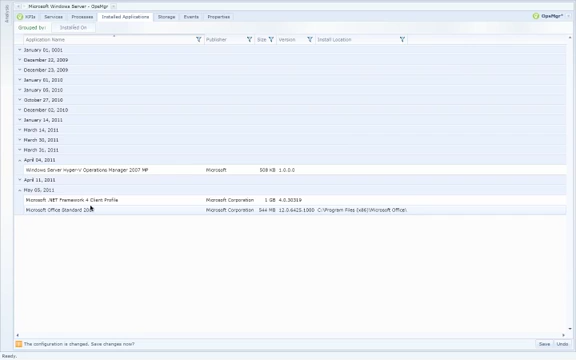 Microsoft Windows Server - OpsMgr
KPIs Services Processes Installed Applications Storage Events Properties
OpsMgr*
Grouped by: Installed On
Application Name Publisher Size Version Install Location
January 01, 0001
December 22, 2009
December 23, 2009
January 01, 2010
January 05, 2010
October 27, 2010
December 02, 2010
January 14, 2011
March 14, 2011
March 30, 2011
March 31, 2011
April 04, 2011
Windows Server Hyper-V Operations Manager 2007 MP Microsoft 508 KB 1.0.0.0
April 11, 2011
May 03, 2011
Microsoft .NET Framework 4 Client Profile Microsoft Corporation 1 GB 4.0.30319
Microsoft Office Standard Microsoft Corporation 544 MB 12.0.6425.1000 C:\Program Files (x86)\Microsoft Office\
The configuration is changed. Save changes now? Save Undo
Ready.